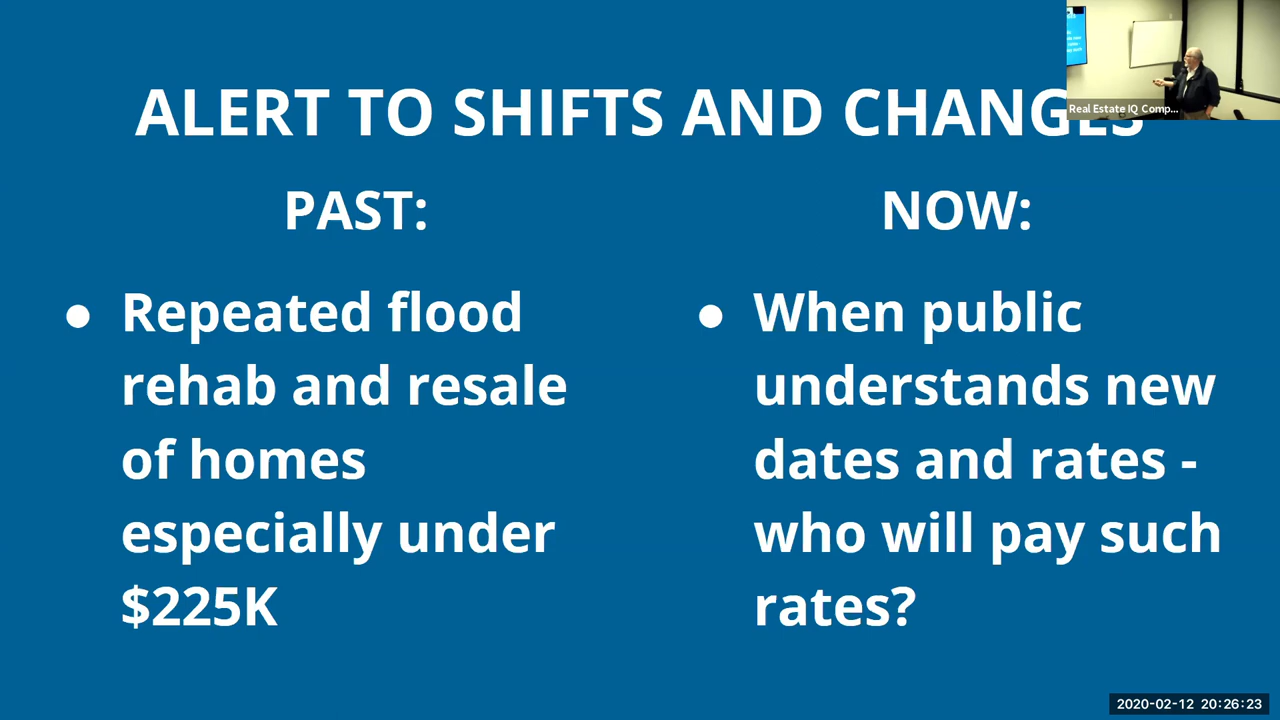 ALERT TO SHIFTS AND CHANGES
Real Estate IQ Comp...
PAST:
● Repeated flood
rehab and resale
of homes
especially under
$225K
NOW:
● When public
understands new
dates and rates -
who will pay such
rates?
2020-02-12 20:26:23